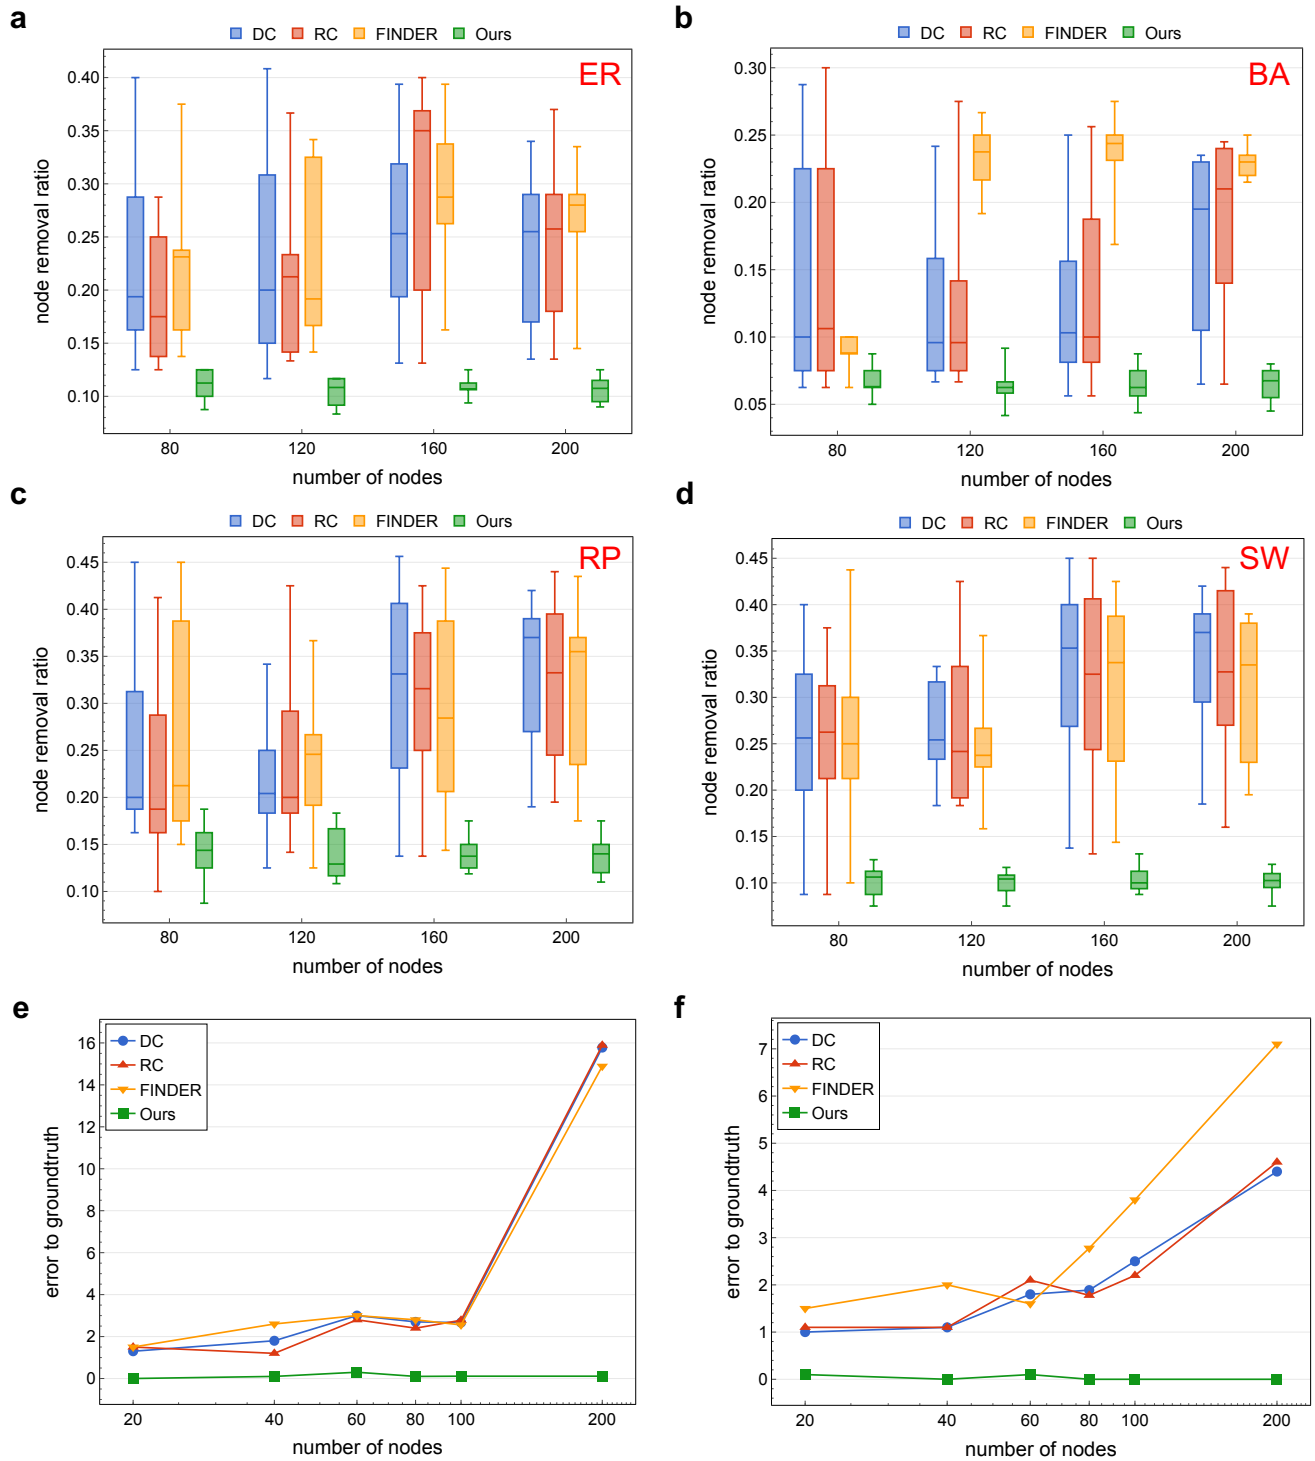 a
DC RC FINDER Ours
ER
node removal ratio
0.40
0.35
0.30
0.25
0.20
0.15
0.10
80 120 160 200
number of nodes
b
DC RC FINDER Ours
BA
node removal ratio
0.30
0.25
0.20
0.15
0.10
0.05
80 120 160 200
number of nodes
c
DC RC FINDER Ours
RP
node removal ratio
0.45
0.40
0.35
0.30
0.25
0.20
0.15
0.10
80 120 160 200
number of nodes
d
DC RC FINDER Ours
SW
node removal ratio
0.45
0.40
0.35
0.30
0.25
0.20
0.15
0.10
80 120 160 200
number of nodes
e
DC
RC
FINDER
Ours
error to groundtruth
16
14
12
10
8
6
4
2
0
20 40 60 80 100 200
number of nodes
f
DC
RC
FINDER
Ours
error to groundtruth
7
6
5
4
3
2
1
0
20 40 60 80 100 200
number of nodes